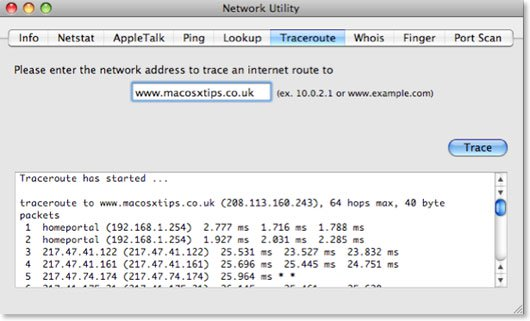 Network Utility
Info Netstat AppleTalk Ping Lookup Traceroute Whois Finger Port Scan
Please enter the network address to trace an internet route to
www.macosxtips.co.uk (ex. 10.0.2.1 or www.example.com)
Trace
Traceroute has started ...
traceroute to www.macosxtips.co.uk (208.113.160.243), 64 hops max, 40 byte
packets
1 homeportal (192.168.1.254) 2.777 ms 1.716 ms 1.788 ms
2 homeportal (192.168.1.254) 1.927 ms 2.031 ms 2.285 ms
3 217.47.41.122 (217.47.41.122) 25.531 ms 23.527 ms 23.832 ms
4 217.47.41.161 (217.47.41.161) 25.696 ms 25.445 ms 24.751 ms
5 217.47.74.174 (217.47.74.174) 25.964 ms * *